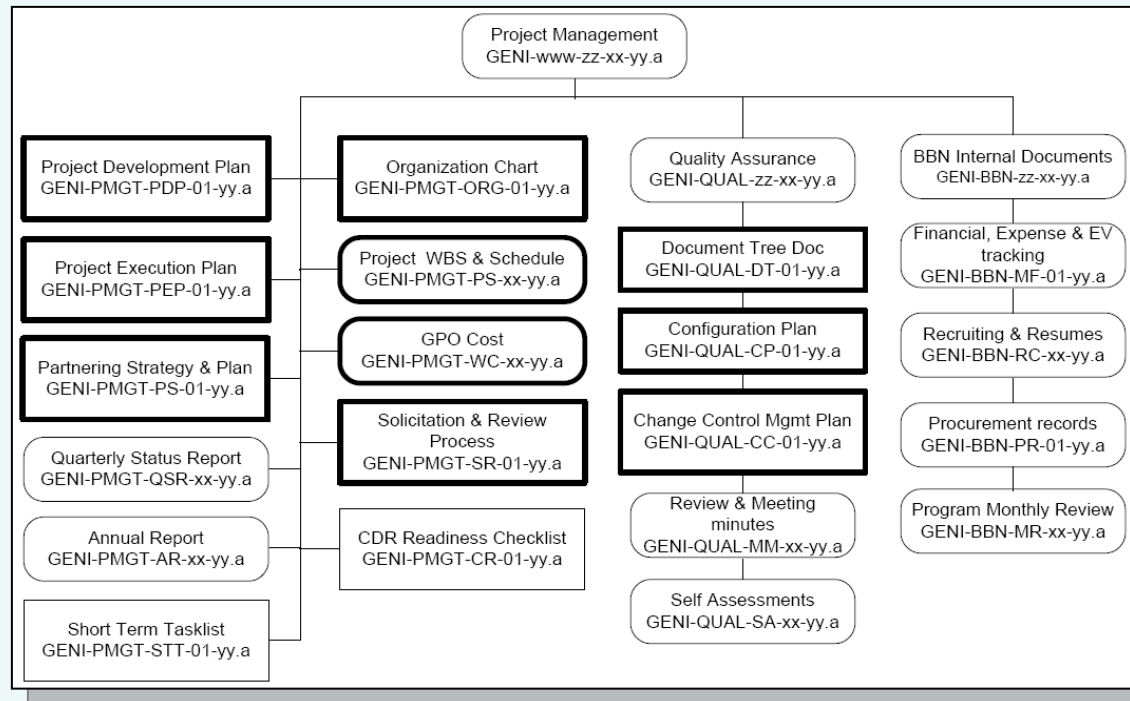 Project Management
GENI-www-zz-xx-yy.a
Project Development Plan
GENI-PMGT-PDP-01-yy.a
Project Execution Plan
GENI-PMGT-PEP-01-yy.a
Partnering Strategy & Plan
GENI-PMGT-PS-01-yy.a
Quarterly Status Report
GENI-PMGT-QSR-xx-yy.a
Annual Report
GENI-PMGT-AR-xx-yy.a
Short Term Tasklist
GENI-PMGT-STT-01-yy.a
Organization Chart
GENI-PMGT-ORG-01-yy.a
Project WBS & Schedule
GENI-PMGT-PS-xx-yy.a
GPO Cost
GENI-PMGT-WC-xx-yy.a
Solicitation & Review
Process
GENI-PMGT-SR-01-yy.a
CDR Readiness Checklist
GENI-PMGT-CR-01-yy.a
Quality Assurance
GENI-QUAL-zz-xx-yy.a
Document Tree Doc
GENI-QUAL-DT-01-yy.a
Configuration Plan
GENI-QUAL-CP-01-yy.a
Change Control Mgmt Plan
GENI-QUAL-CC-01-yy.a
Review & Meeting
minutes
GENI-QUAL-MM-xx-yy.a
Self Assessments
GENI-QUAL-SA-xx-yy.a
BBN Internal Documents
GENI-BBN-zz-xx-yy.a
Financial, Expense & EV
tracking
GENI-BBN-MF-01-yy.a
Recruiting & Resumes
GENI-BBN-RC-xx-yy.a
Procurement records
GENI-BBN-PR-01-yy.a
Program Monthly Review
GENI-BBN-MR-xx-yy.a